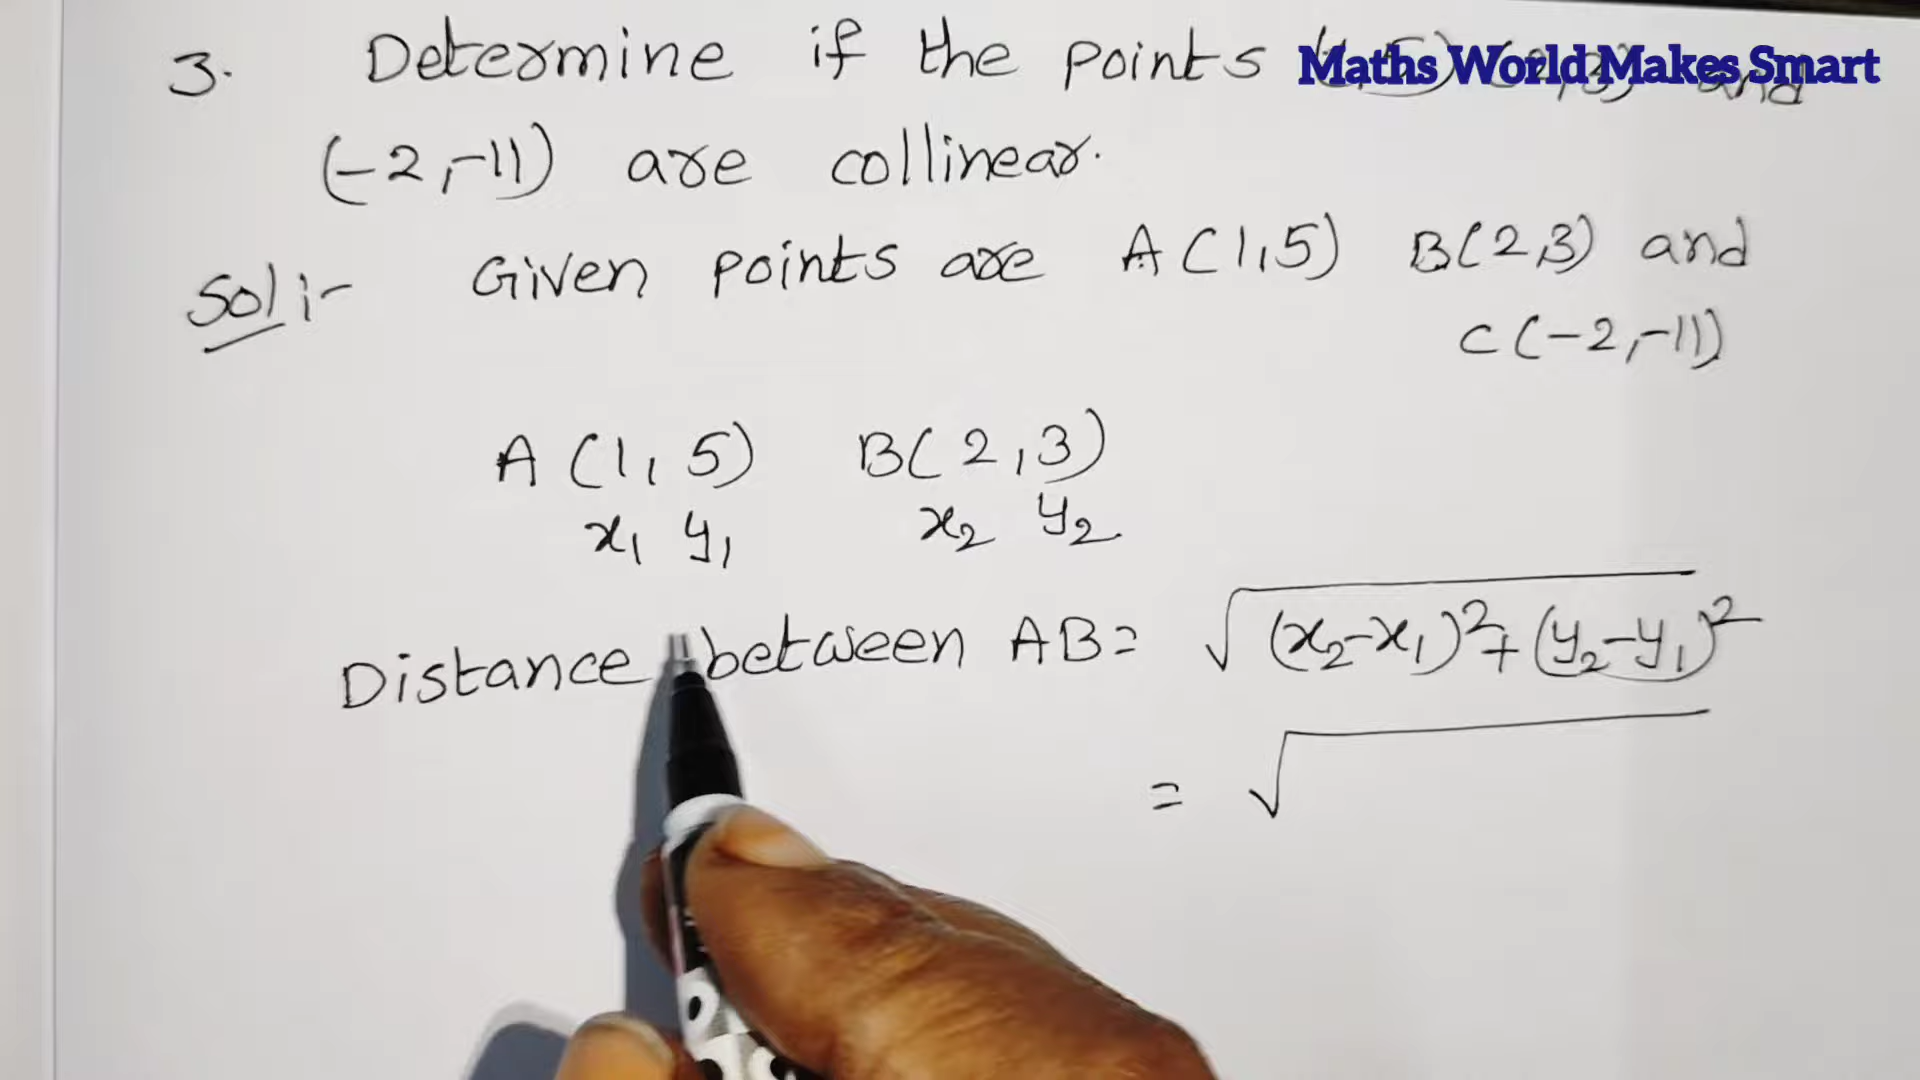 3. Determine if the points and
Maths World Makes Smart
(-2,-11) are collinear.
Sol:- Given points are A(1,5) B(2,3) and
C(-2,-11)
A (1, 5) B(2,3)
x₁ y₁ x₂ y₂
Distance between AB = √(x₂-x₁)²+(y₂-y₁)²
= √